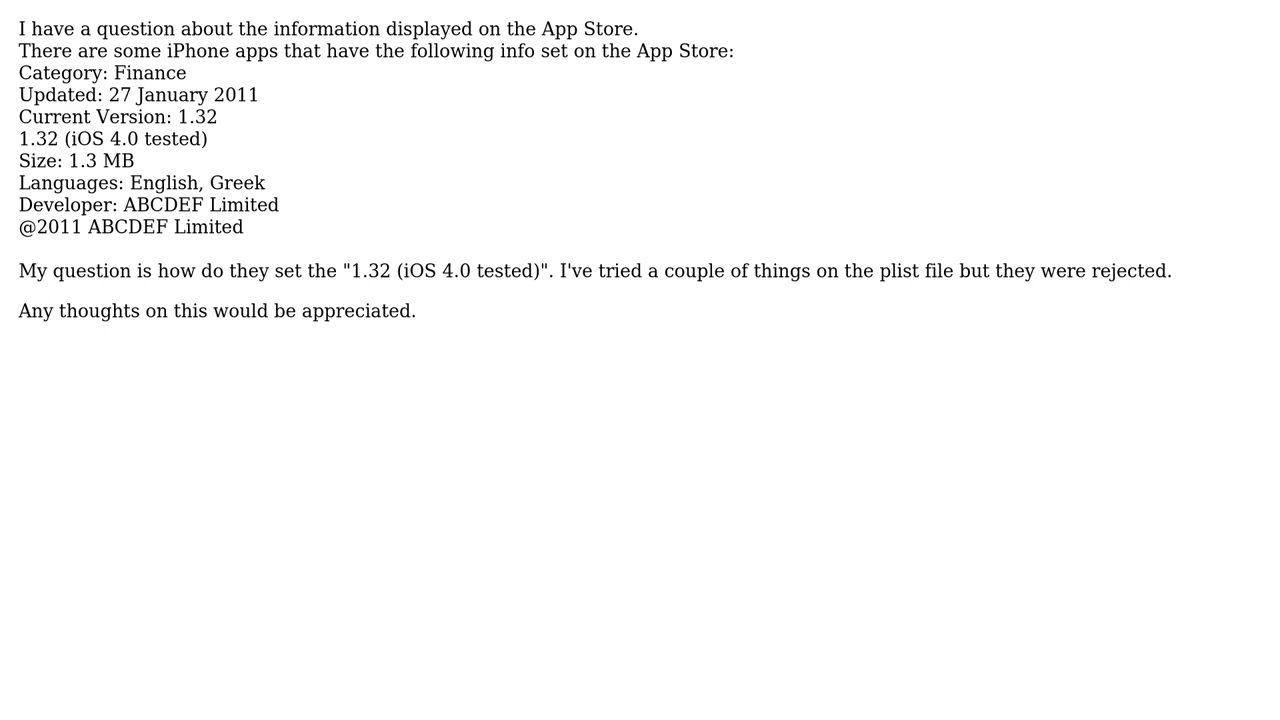 I have a question about the information displayed on the App Store.
There are some iPhone apps that have the following info set on the App Store:
Category: Finance
Updated: 27 January 2011
Current Version: 1.32
1.32 (iOS 4.0 tested)
Size: 1.3 MB
Languages: English, Greek
Developer: ABCDEF Limited
@2011 ABCDEF Limited
My question is how do they set the "1.32 (iOS 4.0 tested)". I've tried a couple of things on the plist file but they were rejected.
Any thoughts on this would be appreciated.